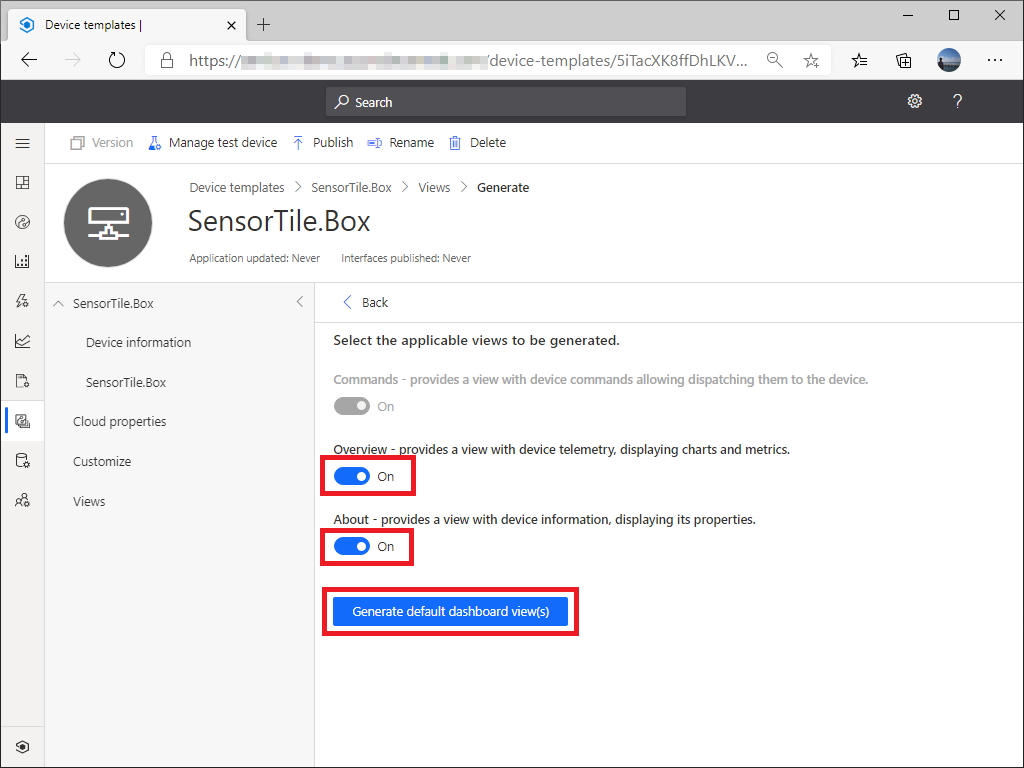 Device templates |
https://
/device-templates/5iTacXK8ffDhLKV...
Search
?
Version
Manage test device
Publish
Rename
Delete
Device templates > SensorTile.Box > Views > Generate
SensorTile.Box
Application updated: Never
Interfaces published: Never
SensorTile.Box
Device information
SensorTile.Box
Cloud properties
Customize
Views
Back
Select the applicable views to be generated.
Commands - provides a view with device commands allowing dispatching them to the device.
On
Overview - provides a view with device telemetry, displaying charts and metrics.
On
About - provides a view with device information, displaying its properties.
On
Generate default dashboard view(s)